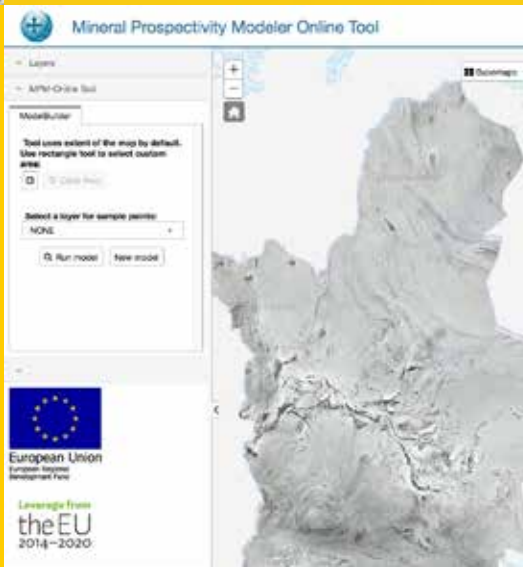 Mineral Prospectivity Modeler Online Tool
Layers
MPM-Online Tool
ModelBuilder
Tool uses extent of the map by default.
Use rectangle tool to select custom
area:
Select a layer for sample points:
NONE
Run model
New model
Basemaps
European Union
European Regional
Development Fund
Leverage from
the EU
2014–2020